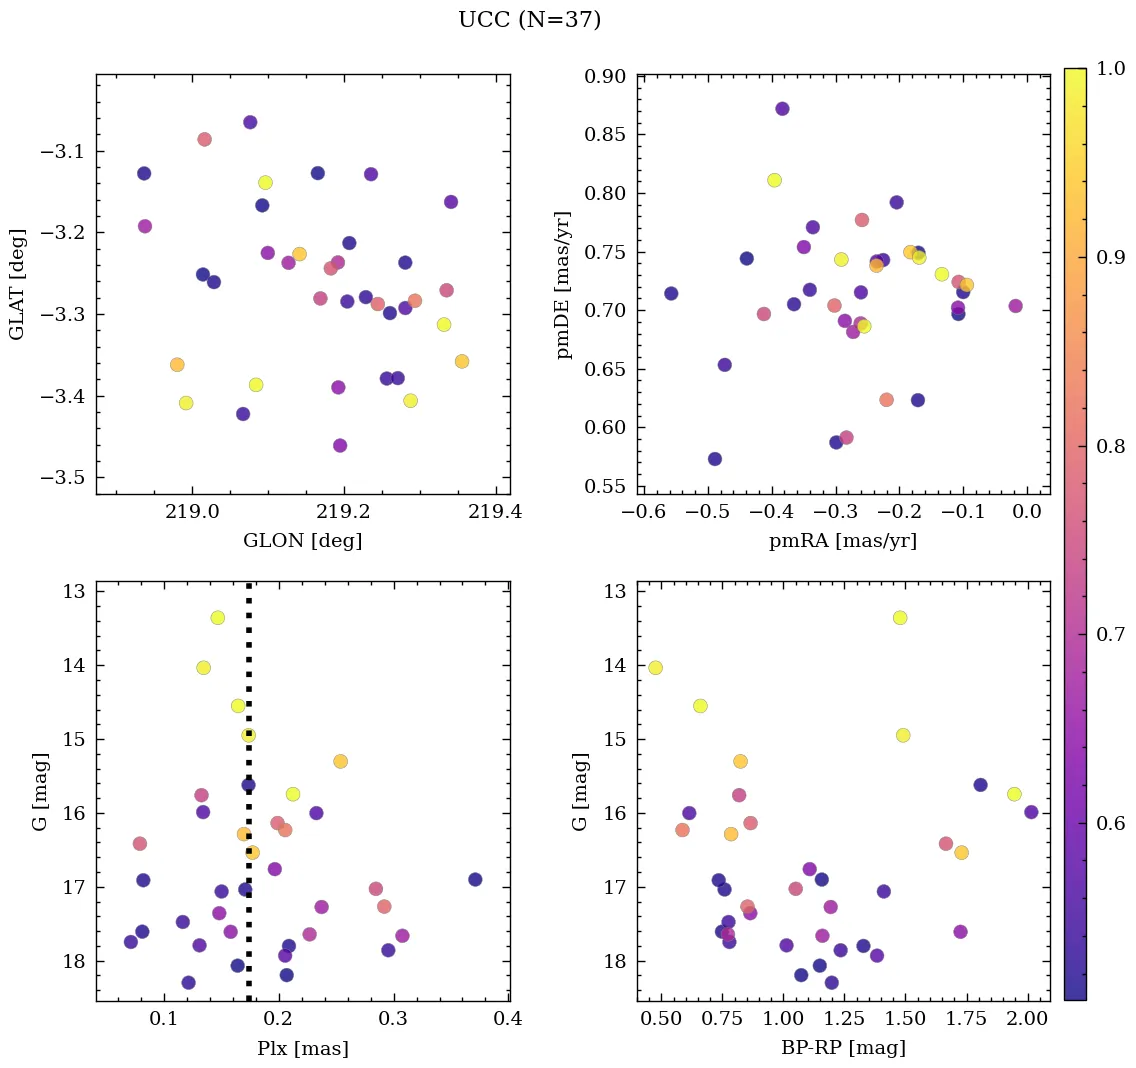 UCC (N=37)
−3.1
−3.2
−3.3
−3.4
−3.5
GLAT [deg]
219.0 219.2 219.4
GLON [deg]
0.90
0.85
0.80
0.75
0.70
0.65
0.60
0.55
pmDE [mas/yr]
−0.6 −0.5 −0.4 −0.3 −0.2 −0.1 0.0
pmRA [mas/yr]
13
14
15
16
17
18
G [mag]
0.1 0.2 0.3 0.4
Plx [mas]
13
14
15
16
17
18
G [mag]
0.50 0.75 1.00 1.25 1.50 1.75 2.00
BP-RP [mag]
1.0
0.9
0.8
0.7
0.6